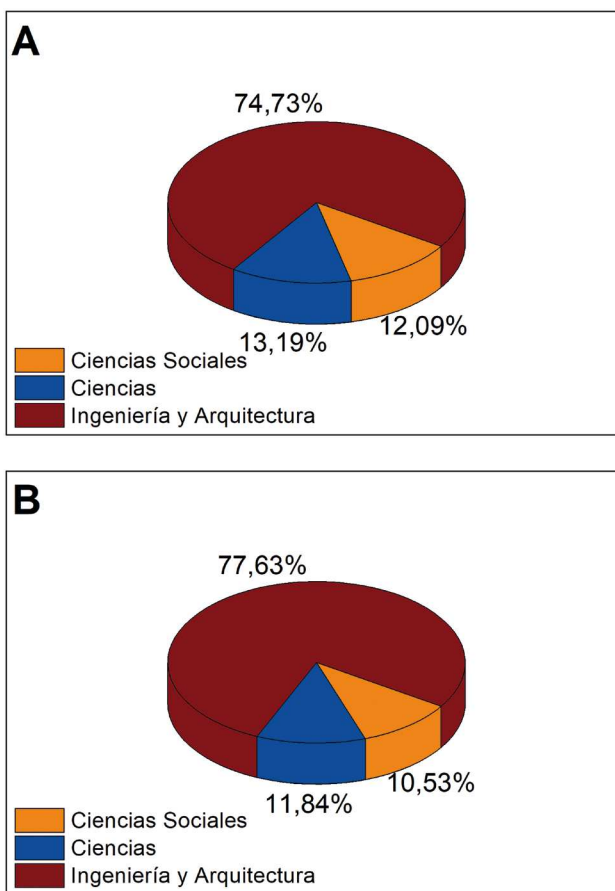 A
74,73%
13,19%
12,09%
Ciencias Sociales
Ciencias
Ingeniería y Arquitectura
B
77,63%
11,84%
10,53%
Ciencias Sociales
Ciencias
Ingeniería y Arquitectura